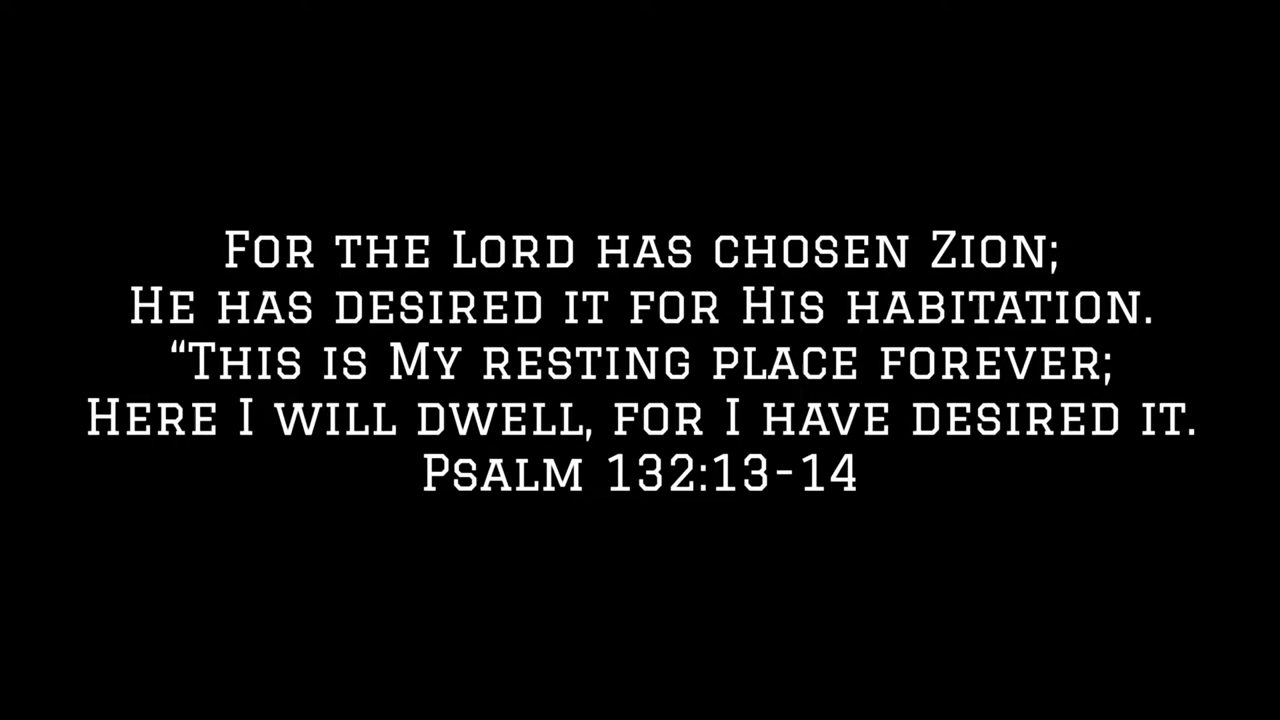 For the Lord has chosen Zion;
He has desired it for His habitation.
“This is My resting place forever;
Here I will dwell, for I have desired it.
Psalm 132:13-14